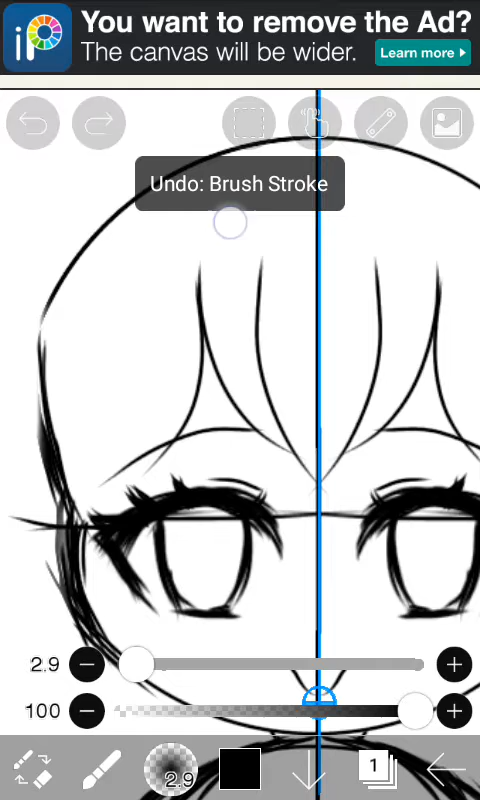 iP
You want to remove the Ad?
The canvas will be wider.
Learn more
Undo: Brush Stroke
2.9
100
2.9
1